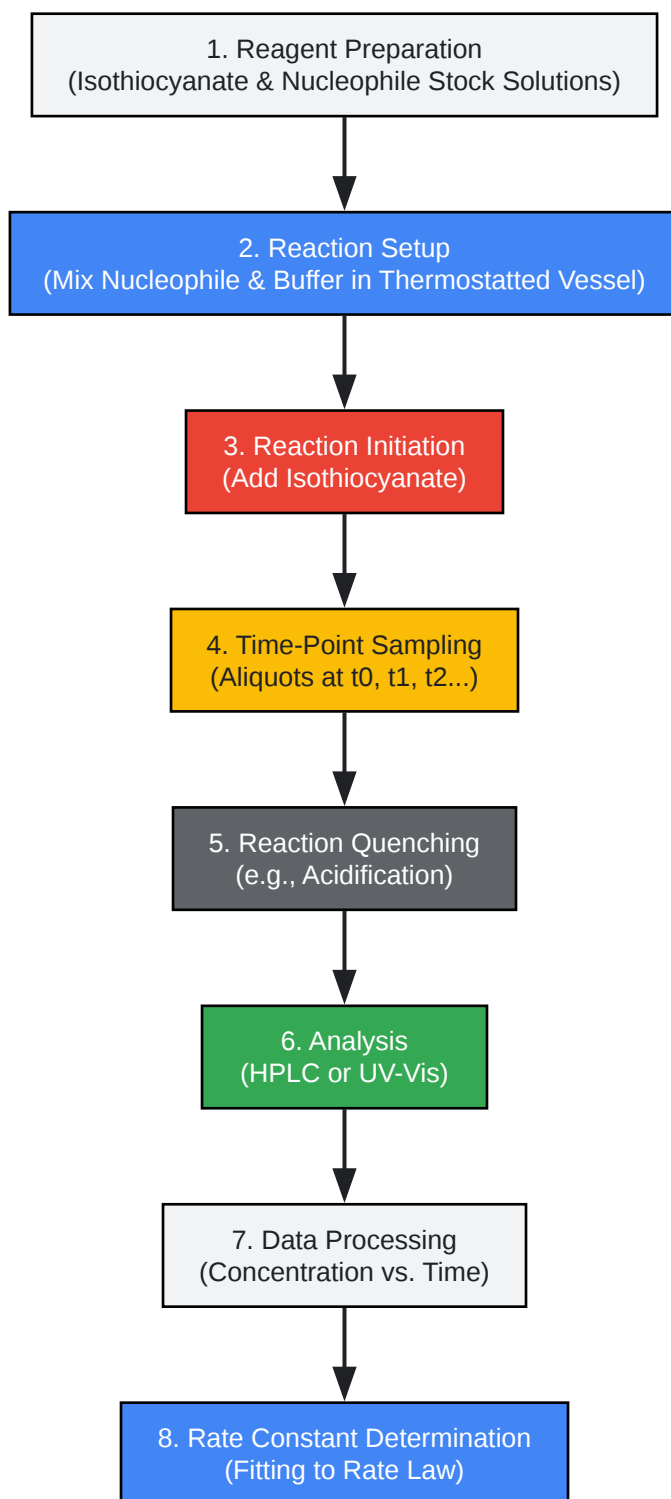 1. Reagent Preparation
(Isothiocyanate & Nucleophile Stock Solutions)
2. Reaction Setup
(Mix Nucleophile & Buffer in Thermostatted Vessel)
3. Reaction Initiation
(Add Isothiocyanate)
4. Time-Point Sampling
(Aliquots at t0, t1, t2...)
5. Reaction Quenching
(e.g., Acidification)
6. Analysis
(HPLC or UV-Vis)
7. Data Processing
(Concentration vs. Time)
8. Rate Constant Determination
(Fitting to Rate Law)